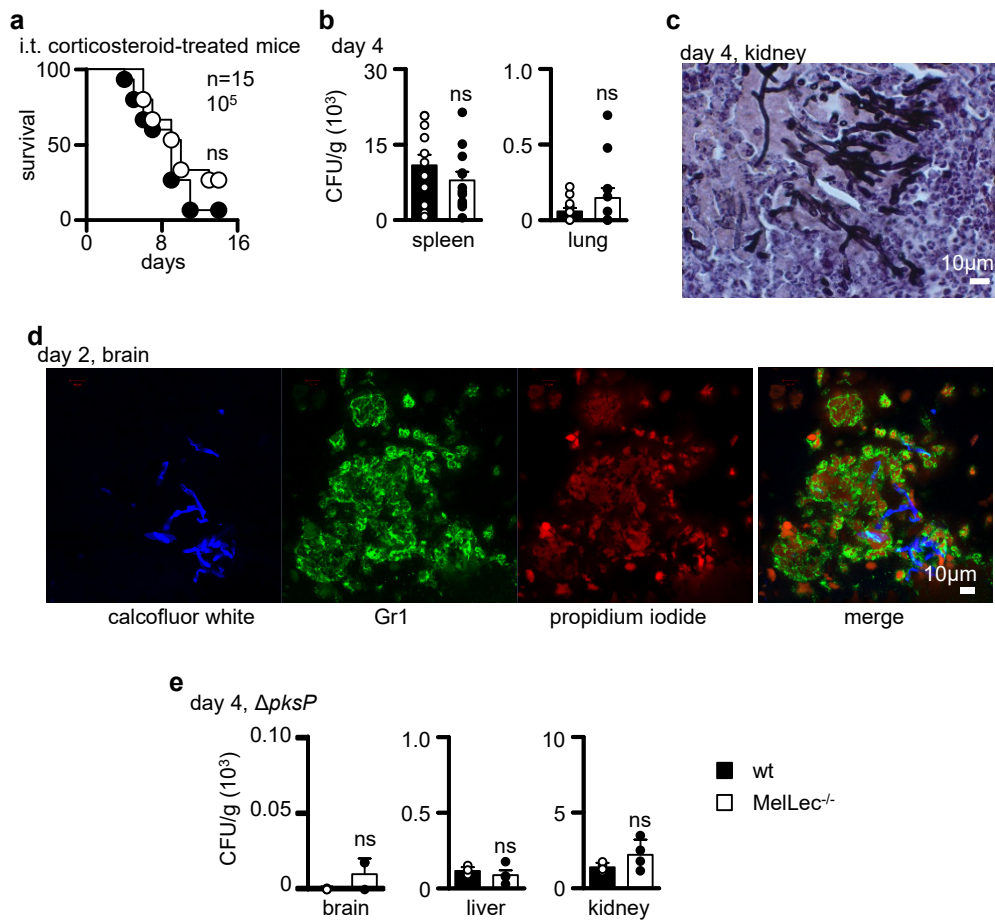 a
i.t. corticosteroid-treated mice
100
50
0
survival
n=15
10⁵
ns
0
8
16
days
b
day 4
30
15
0
CFU/g (10³)
ns
spleen
1.0
0.5
0
ns
lung
c
day 4, kidney
10µm
d
day 2, brain
10µm
calcofluor white
Gr1
propidium iodide
merge
e
day 4, ΔpksP
0.10
0.05
0
CFU/g (10³)
ns
brain
1.0
0.5
0
ns
liver
10
5
0
ns
kidney
wt
MelLec⁻/⁻